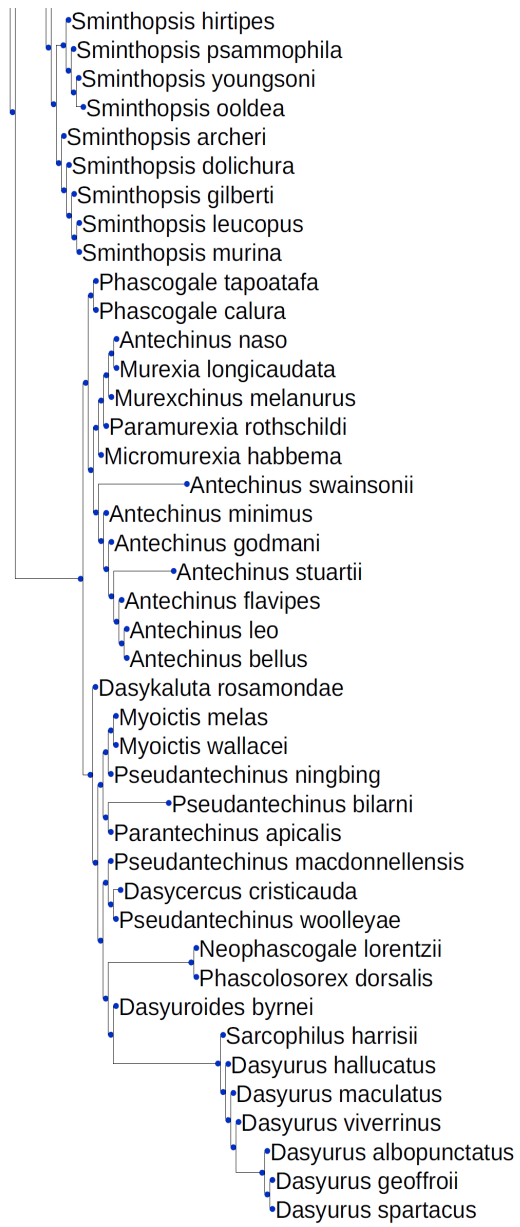 Sminthopsis hirtipes
Sminthopsis psammophila
Sminthopsis youngsoni
Sminthopsis ooldea
Sminthopsis archeri
Sminthopsis dolichura
Sminthopsis gilberti
Sminthopsis leucopus
Sminthopsis murina
Phascogale tapoatafa
Phascogale calura
Antechinus naso
Murexia longicaudata
Murexchinus melanurus
Paramurexia rothschildi
Micromurexia habbema
Antechinus swainsonii
Antechinus minimus
Antechinus godmani
Antechinus stuartii
Antechinus flavipes
Antechinus leo
Antechinus bellus
Dasykaluta rosamondae
Myoictis melas
Myoictis wallacei
Pseudantechinus ningbing
Pseudantechinus bilarni
Parantechinus apicalis
Pseudantechinus macdonnellensis
Dasycercus cristicauda
Pseudantechinus woolleyae
Neophascogale lorentzii
Phascolosorex dorsalis
Dasyuroides byrnei
Sarcophilus harrisii
Dasyurus hallucatus
Dasyurus maculatus
Dasyurus viverrinus
Dasyurus albopunctatus
Dasyurus geoffroii
Dasyurus spartacus